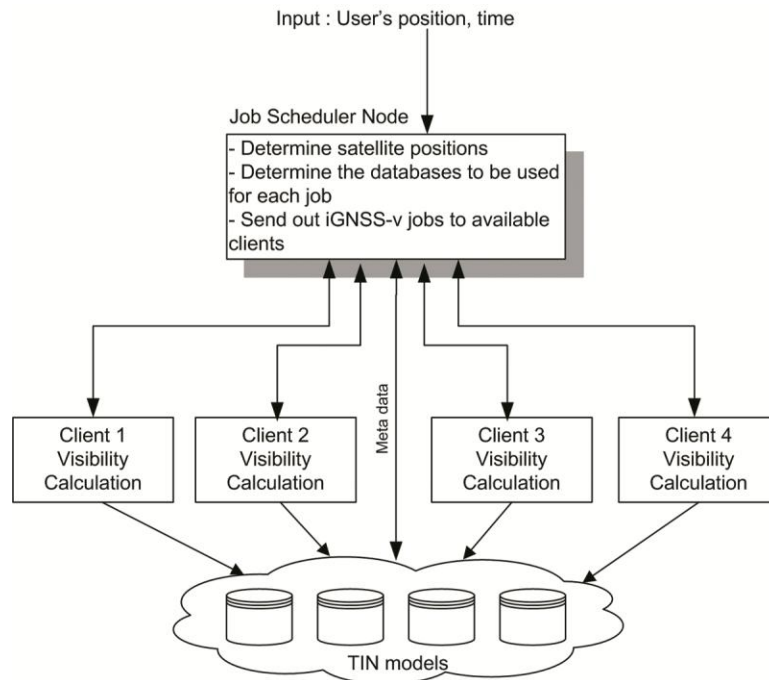 Input : User's position, time
Job Scheduler Node
- Determine satellite positions
- Determine the databases to be used
for each job
- Send out iGNSS-v jobs to available
clients
Meta data
Client 1
Visibility
Calculation
Client 2
Visibility
Calculation
Client 3
Visibility
Calculation
Client 4
Visibility
Calculation
TIN models